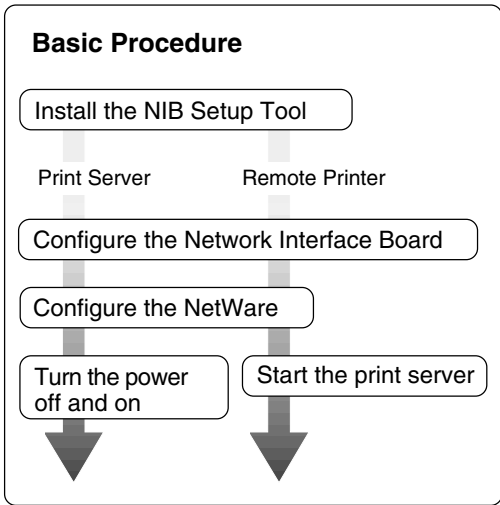 Basic Procedure
Install the NIB Setup Tool
Print Server
Remote Printer
Configure the Network Interface Board
Configure the NetWare
Turn the power
off and on
Start the print server